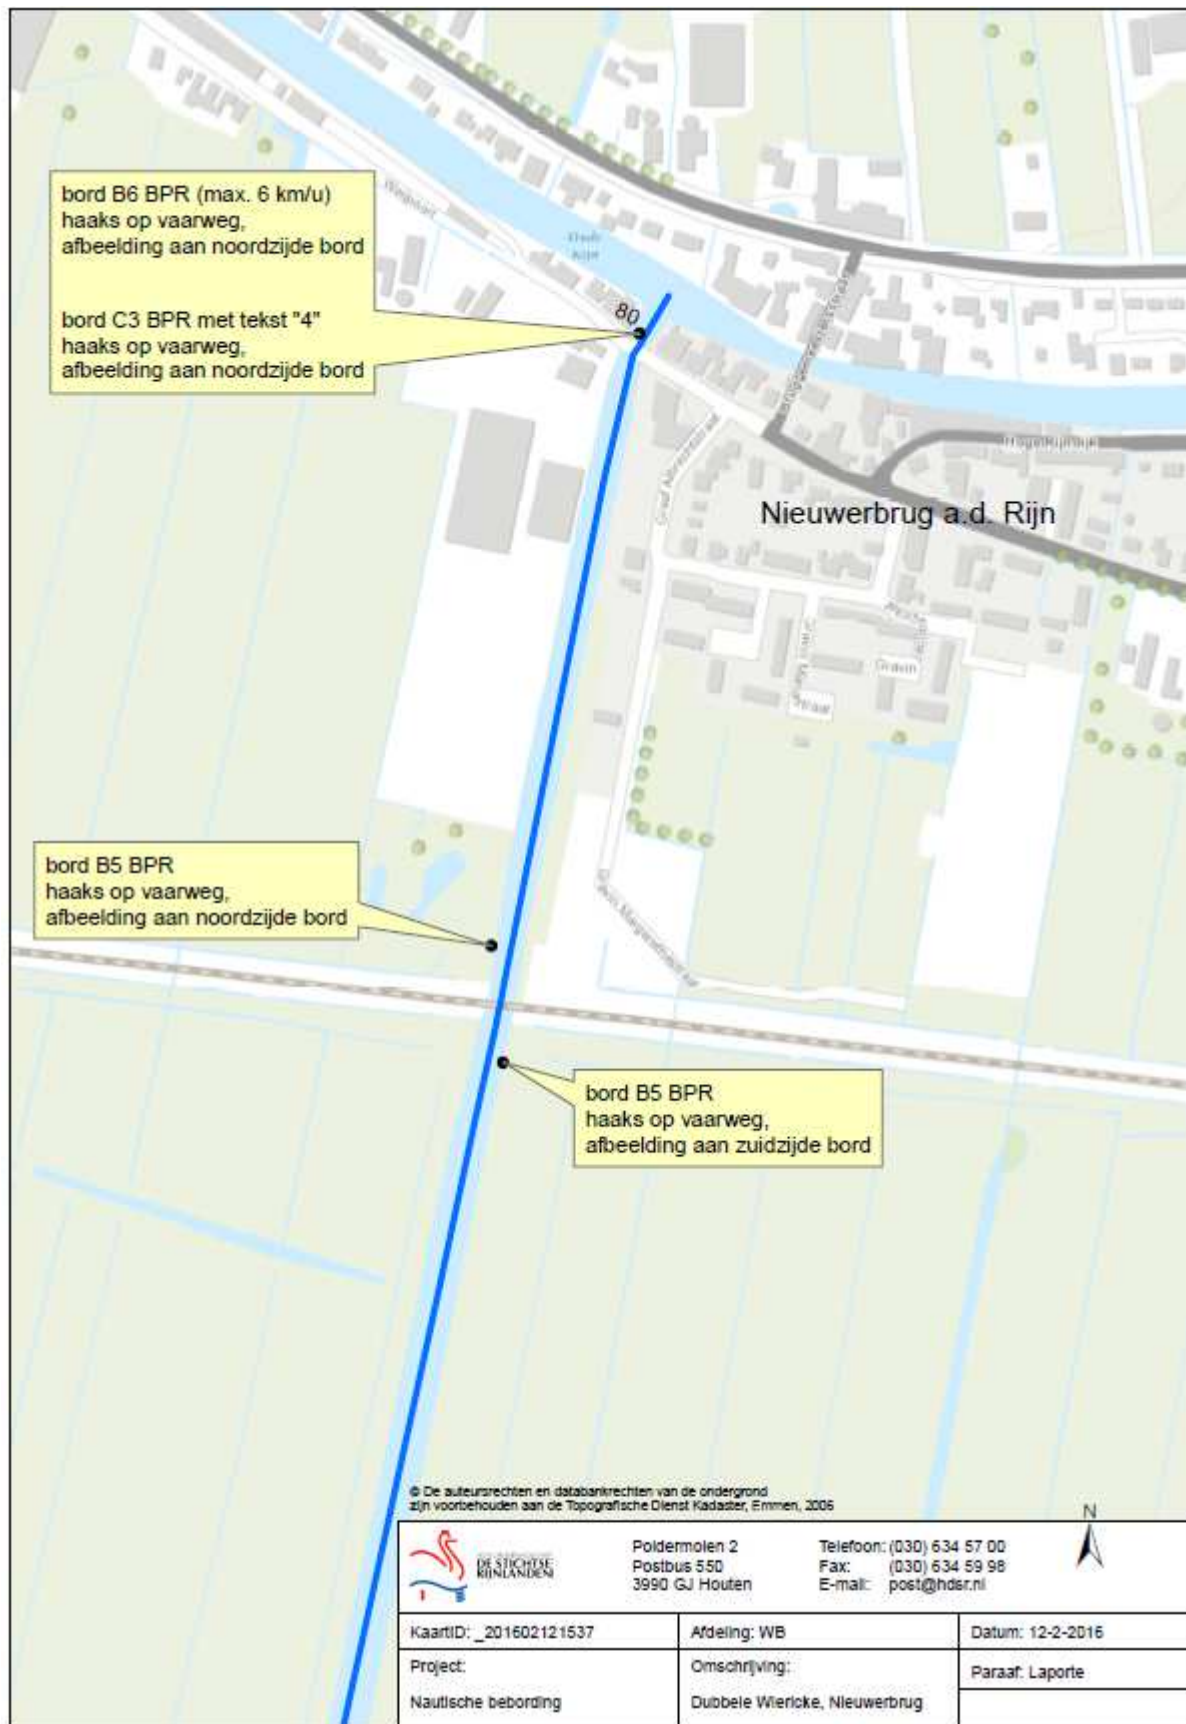 bord B6 BPR (max. 6 km/u)
haaks op vaarweg,
afbeelding aan noordzijde bord
bord C3 BPR met tekst "4"
haaks op vaarweg,
afbeelding aan noordzijde bord
Oude
Rijn
80
Graaf Albrechtstraat
Nieuwerbrug a.d. Rijn
straat
bord B5 BPR
haaks op vaarweg,
afbeelding aan noordzijde bord
bord B5 BPR
haaks op vaarweg,
afbeelding aan zuidzijde bord
© De auteursrechten en databankrechten van de ondergrond
zijn voorbehouden aan de Topografische Dienst Kadaster, Emmen, 2006
N
DE STICHTSE
RIJNLANDEN
Poldermolen 2
Postbus 550
3990 GJ Houten
Telefoon: (030) 634 57 00
Fax: (030) 634 59 98
E-mail: post@hdsr.nl
KaartID: _201602121537
Afdeling: WB
Datum: 12-2-2016
Project:
Nautische bebording
Omschrijving:
Dubbele Wiericke, Nieuwerbrug
Paraaf: Laporte